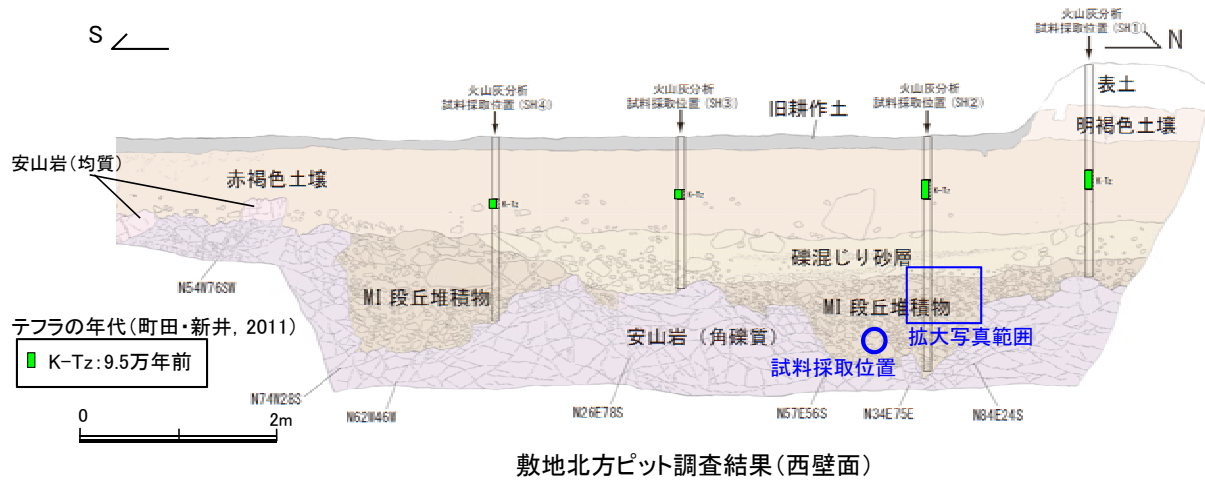 火山灰分析
試料採取位置(SH①)
S
N
火山灰分析
試料採取位置(SH④)
火山灰分析
試料採取位置(SH③)
火山灰分析
試料採取位置(SH②)
表土
旧耕作土
明褐色土壌
安山岩(均質)
赤褐色土壌
K-Tz
K-Tz
K-Tz
K-Tz
礫混じり砂層
N54W76SW
MI 段丘堆積物
MI 段丘堆積物
拡大写真範囲
安山岩(角礫質)
試料採取位置
テフラの年代(町田・新井, 2011)
K-Tz:9.5万年前
N74W28S
N62W46W
N26E78S
N57E56S
N34E75E
N84E24S
0
2m
敷地北方ピット調査結果(西壁面)